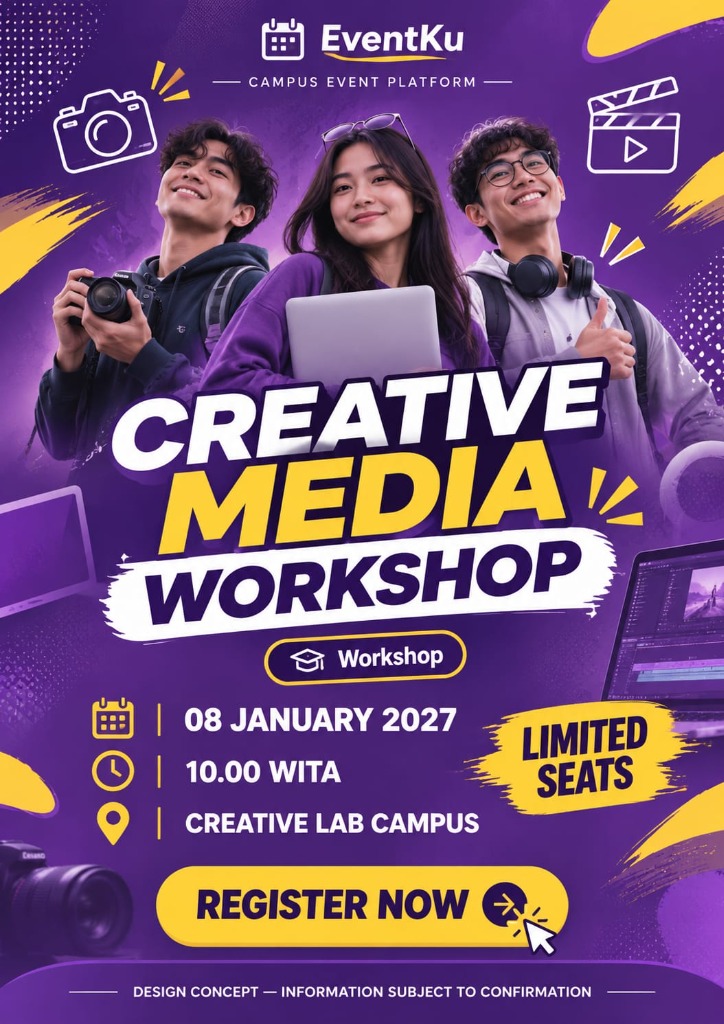 EventKu
CAMPUS EVENT PLATFORM
CREATIVE
MEDIA
WORKSHOP
Workshop
08 JANUARY 2027
10.00 WITA
CREATIVE LAB CAMPUS
LIMITED
SEATS
REGISTER NOW
DESIGN CONCEPT — INFORMATION SUBJECT TO CONFIRMATION